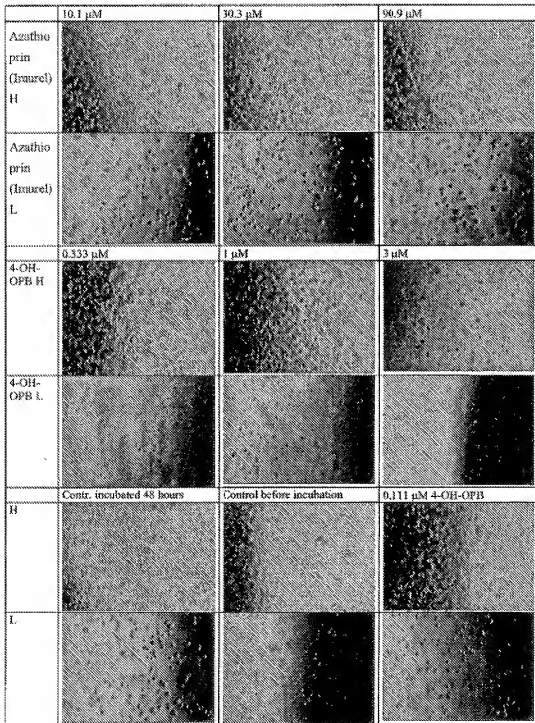 10.1 µM 30.3 µM 90.9 µM
Azathio
prin
(Imurel)
H
Azathio
prin
(Imurel)
L
0.333 µM 1 µM 3 µM
4-OH-
OPB H
4-OH-
OPB L
Contr. incubated 48 hours Control before incubation 0,111 µM 4-OH-OPB
H
L